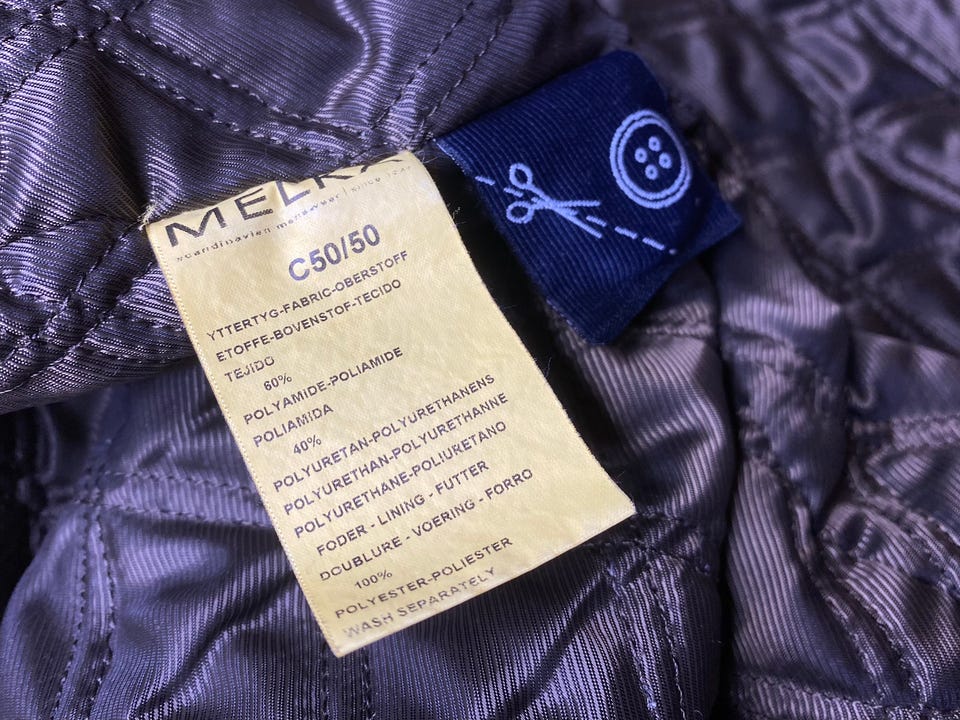 MELKA
scandinavian menswear | since
C50/50
YTTERTYG-FABRIC-OBERSTOFF
ETOFFE-BOVENSTOF-TECIDO
TEJIDO
60%
POLYAMIDE-POLIAMIDE
POLIAMIDA
40%
POLYURETAN-POLYURETHANENS
POLYURETHAN-POLYURETHANNE
POLYURETHANE-POLIURETANO
FODER - LINING - FUTTER
DOUBLURE - VOERING - FORRO
100%
POLYESTER-POLIESTER
WASH SEPARATELY